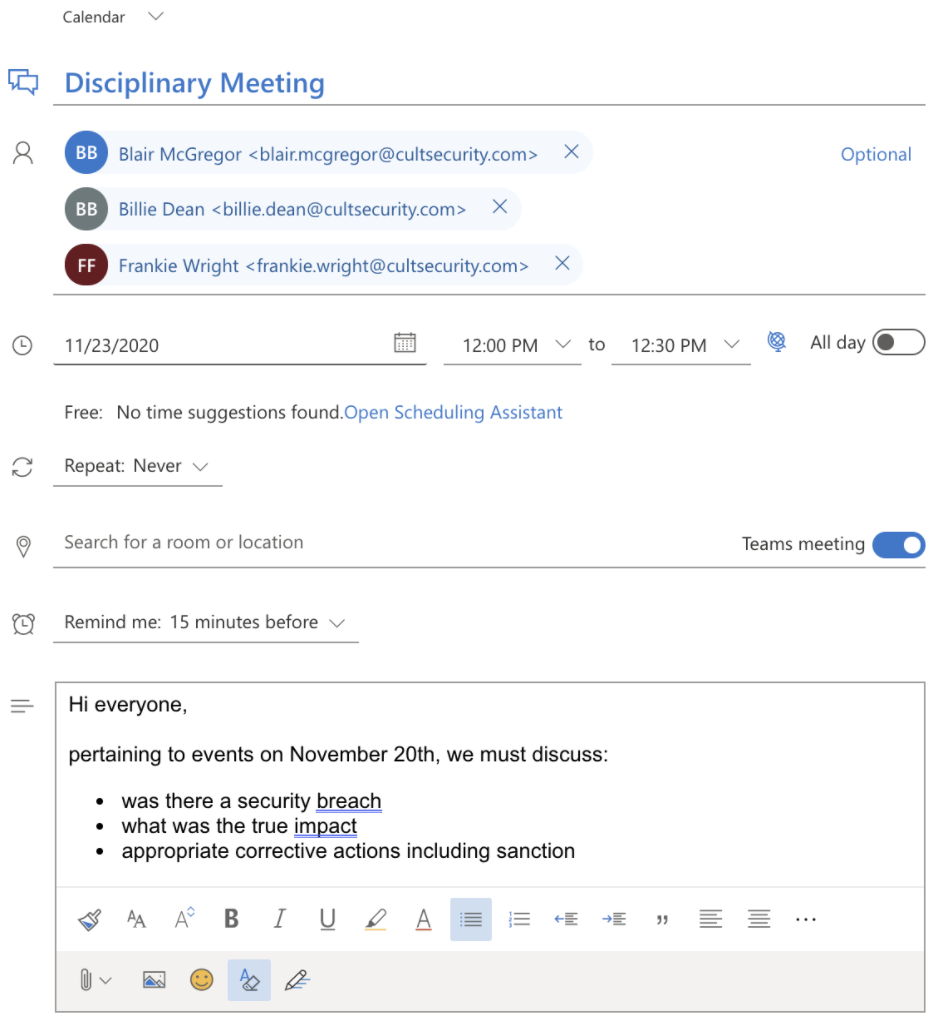 Calendar
Disciplinary Meeting
BB Blair McGregor <blair.mcgregor@cultsecurity.com> Optional
BB Billie Dean <billie.dean@cultsecurity.com>
FF Frankie Wright <frankie.wright@cultsecurity.com>
11/23/2020 12:00 PM to 12:30 PM All day
Free: No time suggestions found.Open Scheduling Assistant
Repeat: Never
Search for a room or location Teams meeting
Remind me: 15 minutes before
Hi everyone,
pertaining to events on November 20th, we must discuss:
• was there a security breach
• what was the true impact
• appropriate corrective actions including sanction